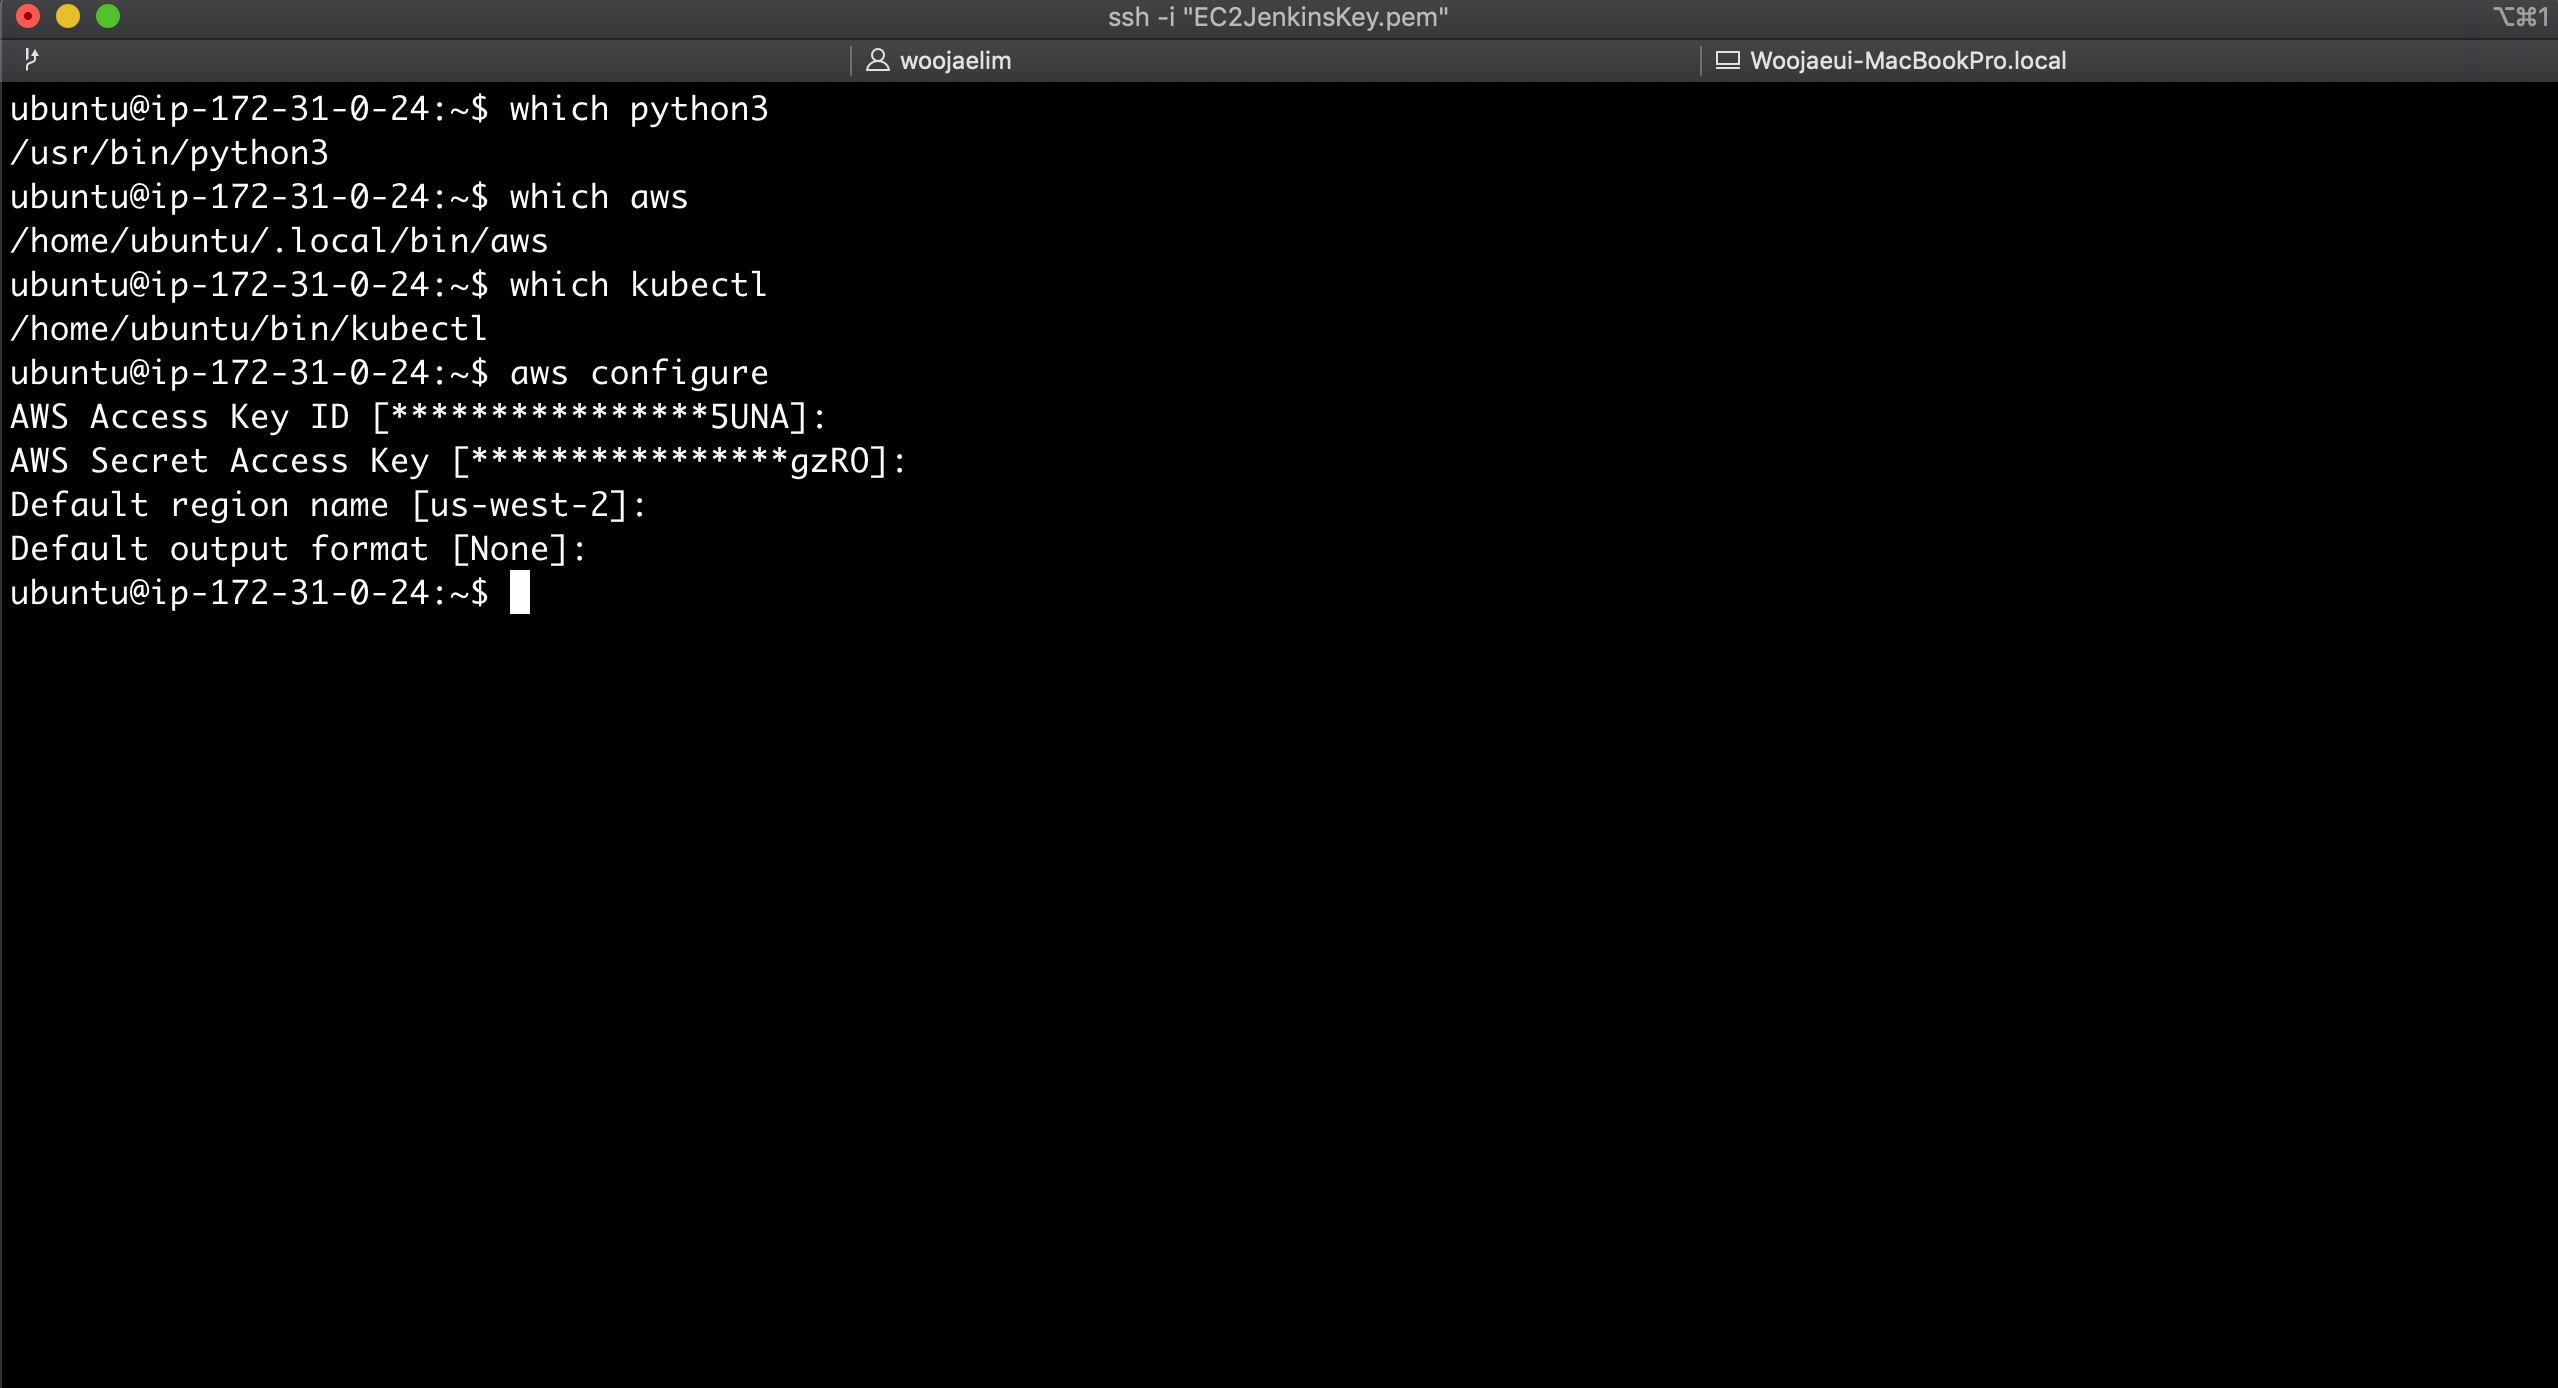 ssh -i "EC2JenkinsKey.pem"
⌥⌘1
woojaelim
Woojaeui-MacBookPro.local
ubuntu@ip-172-31-0-24:~$ which python3
/usr/bin/python3
ubuntu@ip-172-31-0-24:~$ which aws
/home/ubuntu/.local/bin/aws
ubuntu@ip-172-31-0-24:~$ which kubectl
/home/ubuntu/bin/kubectl
ubuntu@ip-172-31-0-24:~$ aws configure
AWS Access Key ID [****************5UNA]:
AWS Secret Access Key [****************gzRO]:
Default region name [us-west-2]:
Default output format [None]:
ubuntu@ip-172-31-0-24:~$